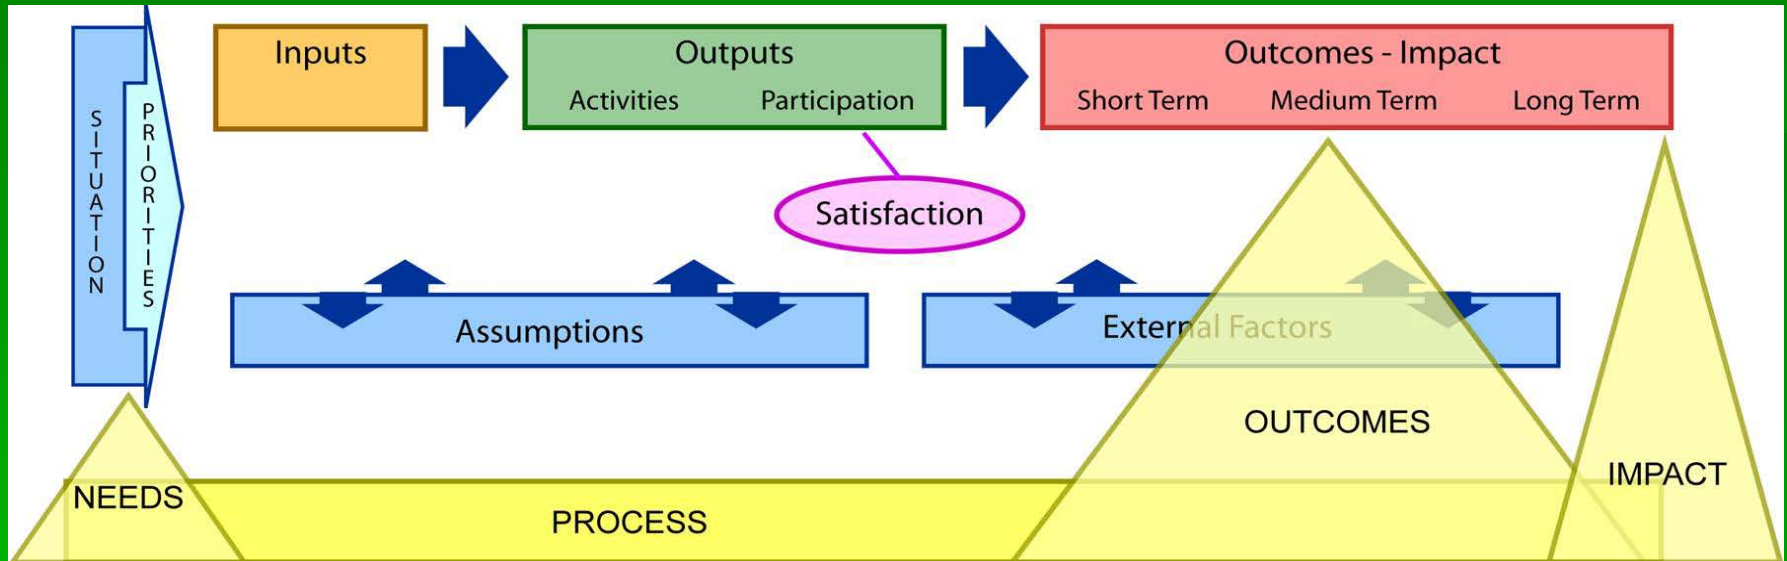 SITUATION
PRIORITIES
Inputs
Outputs
Activities Participation
Outcomes - Impact
Short Term Medium Term Long Term
Satisfaction
Assumptions
External Factors
NEEDS
PROCESS
OUTCOMES
IMPACT